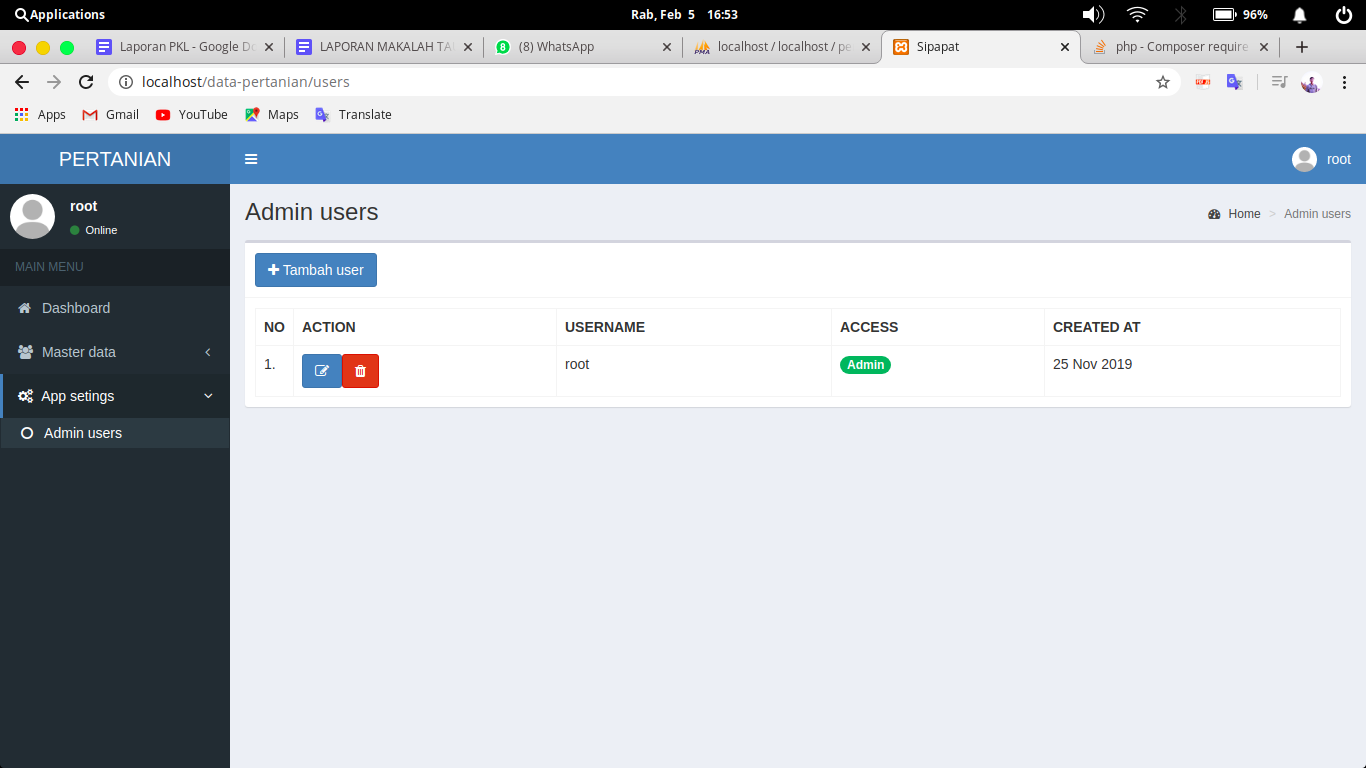 Applications
Rab, Feb 5 16:53
96%
Laporan PKL - Google Do
LAPORAN MAKALAH TA
8
(8) WhatsApp
PMA
localhost / localhost / pe
Sipapat
php - Composer require
localhost/data-pertanian/users
Apps
Gmail
YouTube
Maps
Translate
PERTANIAN
root
root
Online
MAIN MENU
Dashboard
Master data
App setings
Admin users
Admin users
Home > Admin users
Tambah user
NO ACTION USERNAME ACCESS CREATED AT
1. root Admin 25 Nov 2019